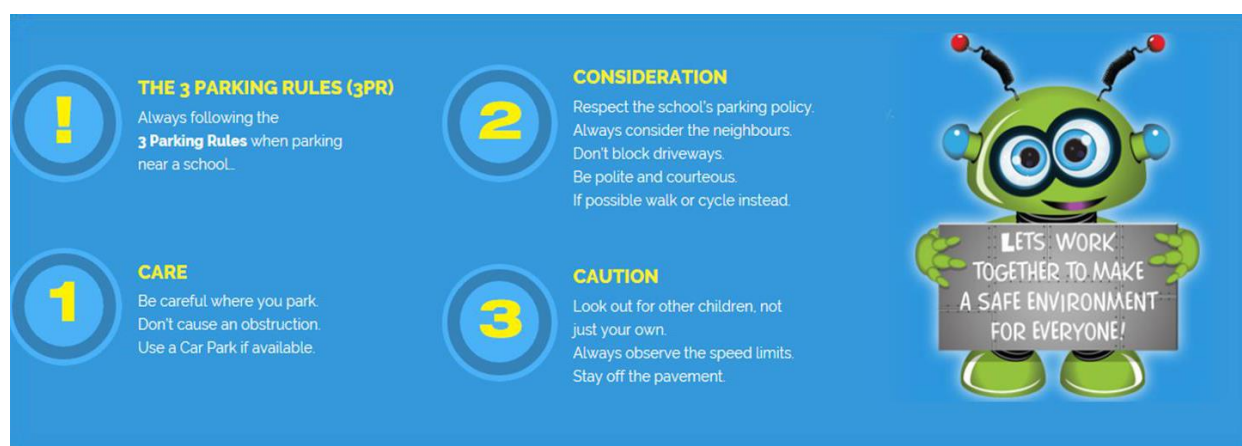 !
THE 3 PARKING RULES (3PR)
Always following the
3 Parking Rules when parking
near a school...
1
CARE
Be careful where you park.
Don't cause an obstruction.
Use a Car Park if available.
2
CONSIDERATION
Respect the school's parking policy.
Always consider the neighbours.
Don't block driveways.
Be polite and courteous.
If possible walk or cycle instead.
3
CAUTION
Look out for other children, not
just your own.
Always observe the speed limits.
Stay off the pavement.
LETS WORK
TOGETHER TO MAKE
A SAFE ENVIRONMENT
FOR EVERYONE!